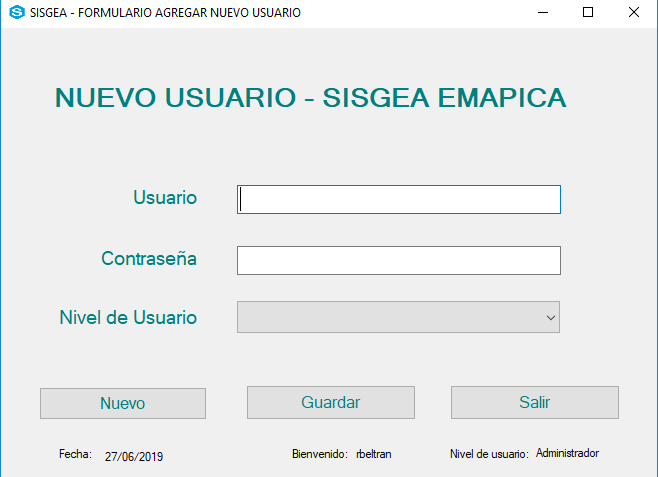 SISGEA - FORMULARIO AGREGAR NUEVO USUARIO
NUEVO USUARIO - SISGEA EMAPICA
Usuario
Contraseña
Nivel de Usuario
Nuevo Guardar Salir
Fecha: 27/06/2019 Bienvenido: rbeltran Nivel de usuario: Administrador